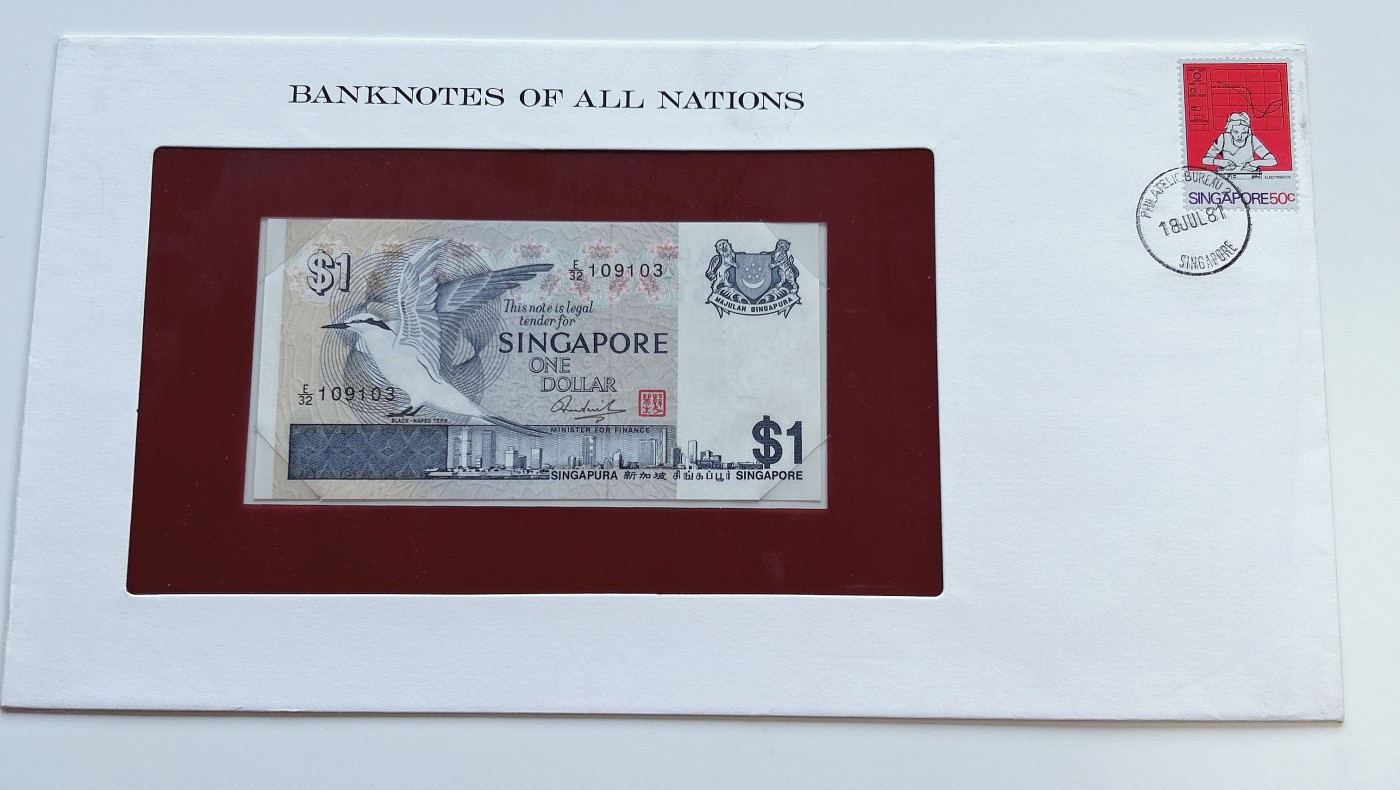 BANKNOTES OF ALL NATIONS
ELECTRONICS
SINGAPORE 50c
PHILATELIC BUREAU
18 JUL 81
SINGAPORE
$1
E/32 109103
MAJULAH SINGAPURA
This note is legal
tender for
SINGAPORE
ONE
DOLLAR
E/32 109103
BLACK-NAPED TERN
MINISTER FOR FINANCE
$1
SINGAPURA 新加坡 சிங்கப்பூர் SINGAPORE